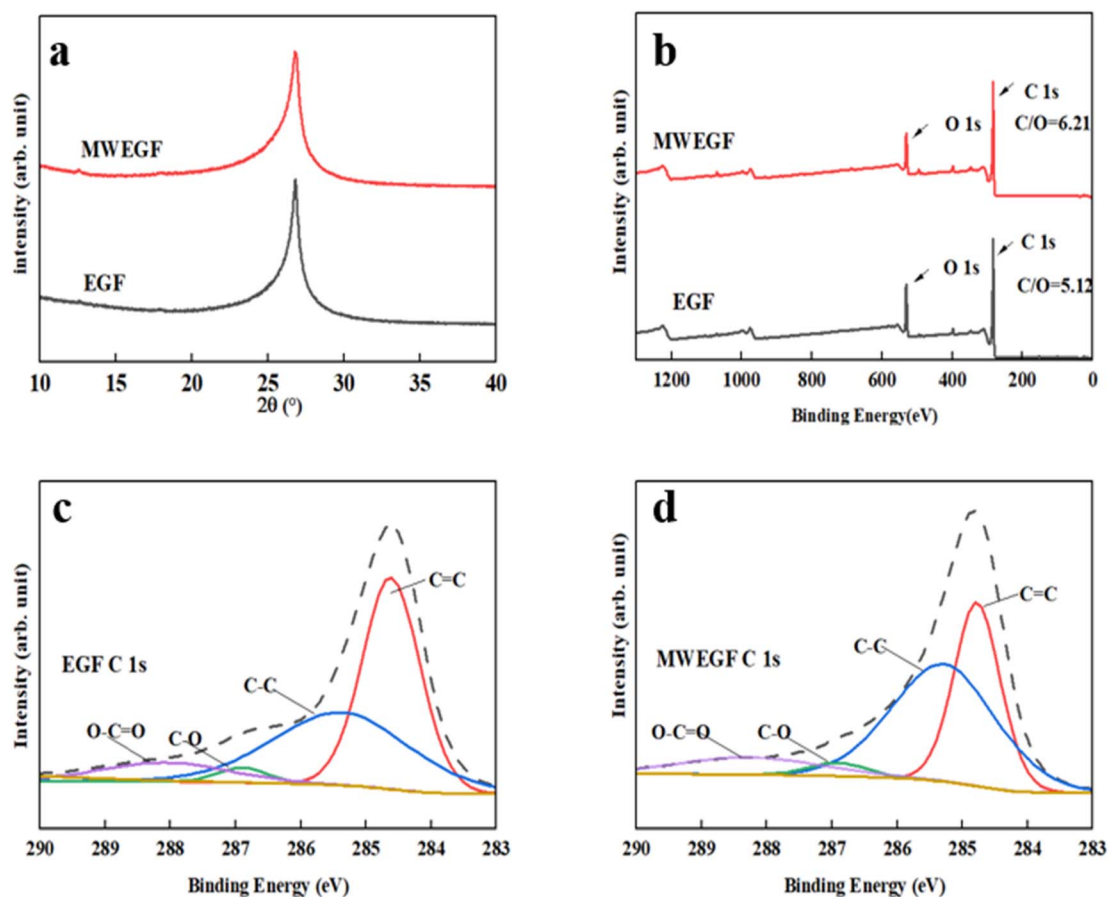 a
intensity (arb. unit)
MWEGF
EGF
10 15 20 25 30 35 40
2θ (°)
b
Intensity (arb. unit)
C 1s
C/O=6.21
O 1s
MWEGF
C 1s
O 1s
C/O=5.12
EGF
1200 1000 800 600 400 200 0
Binding Energy(eV)
c
Intensity (arb. unit)
C=C
EGF C 1s
C-C
O-C=O
C-O
290 289 288 287 286 285 284 283
Binding Energy (eV)
d
Intensity (arb. unit)
C=C
C-C
MWEGF C 1s
O-C=O
C-O
290 289 288 287 286 285 284 283
Binding Energy (eV)